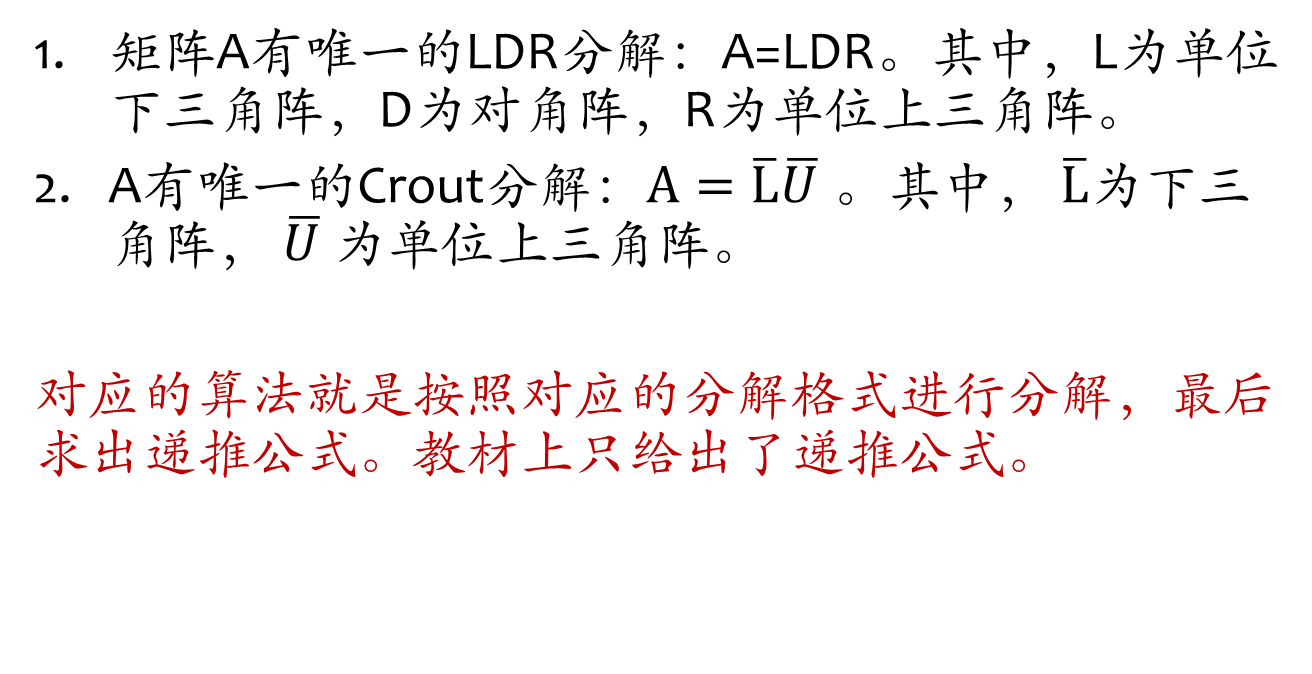 1. 矩阵A有唯一的LDR分解：A=LDR。其中，L为单位
下三角阵，D为对角阵，R为单位上三角阵。
2. A有唯一的Crout分解：A = L̅U̅ 。其中， L̅为下三
角阵， U̅ 为单位上三角阵。
对应的算法就是按照对应的分解格式进行分解，最后
求出递推公式。教材上只给出了递推公式。